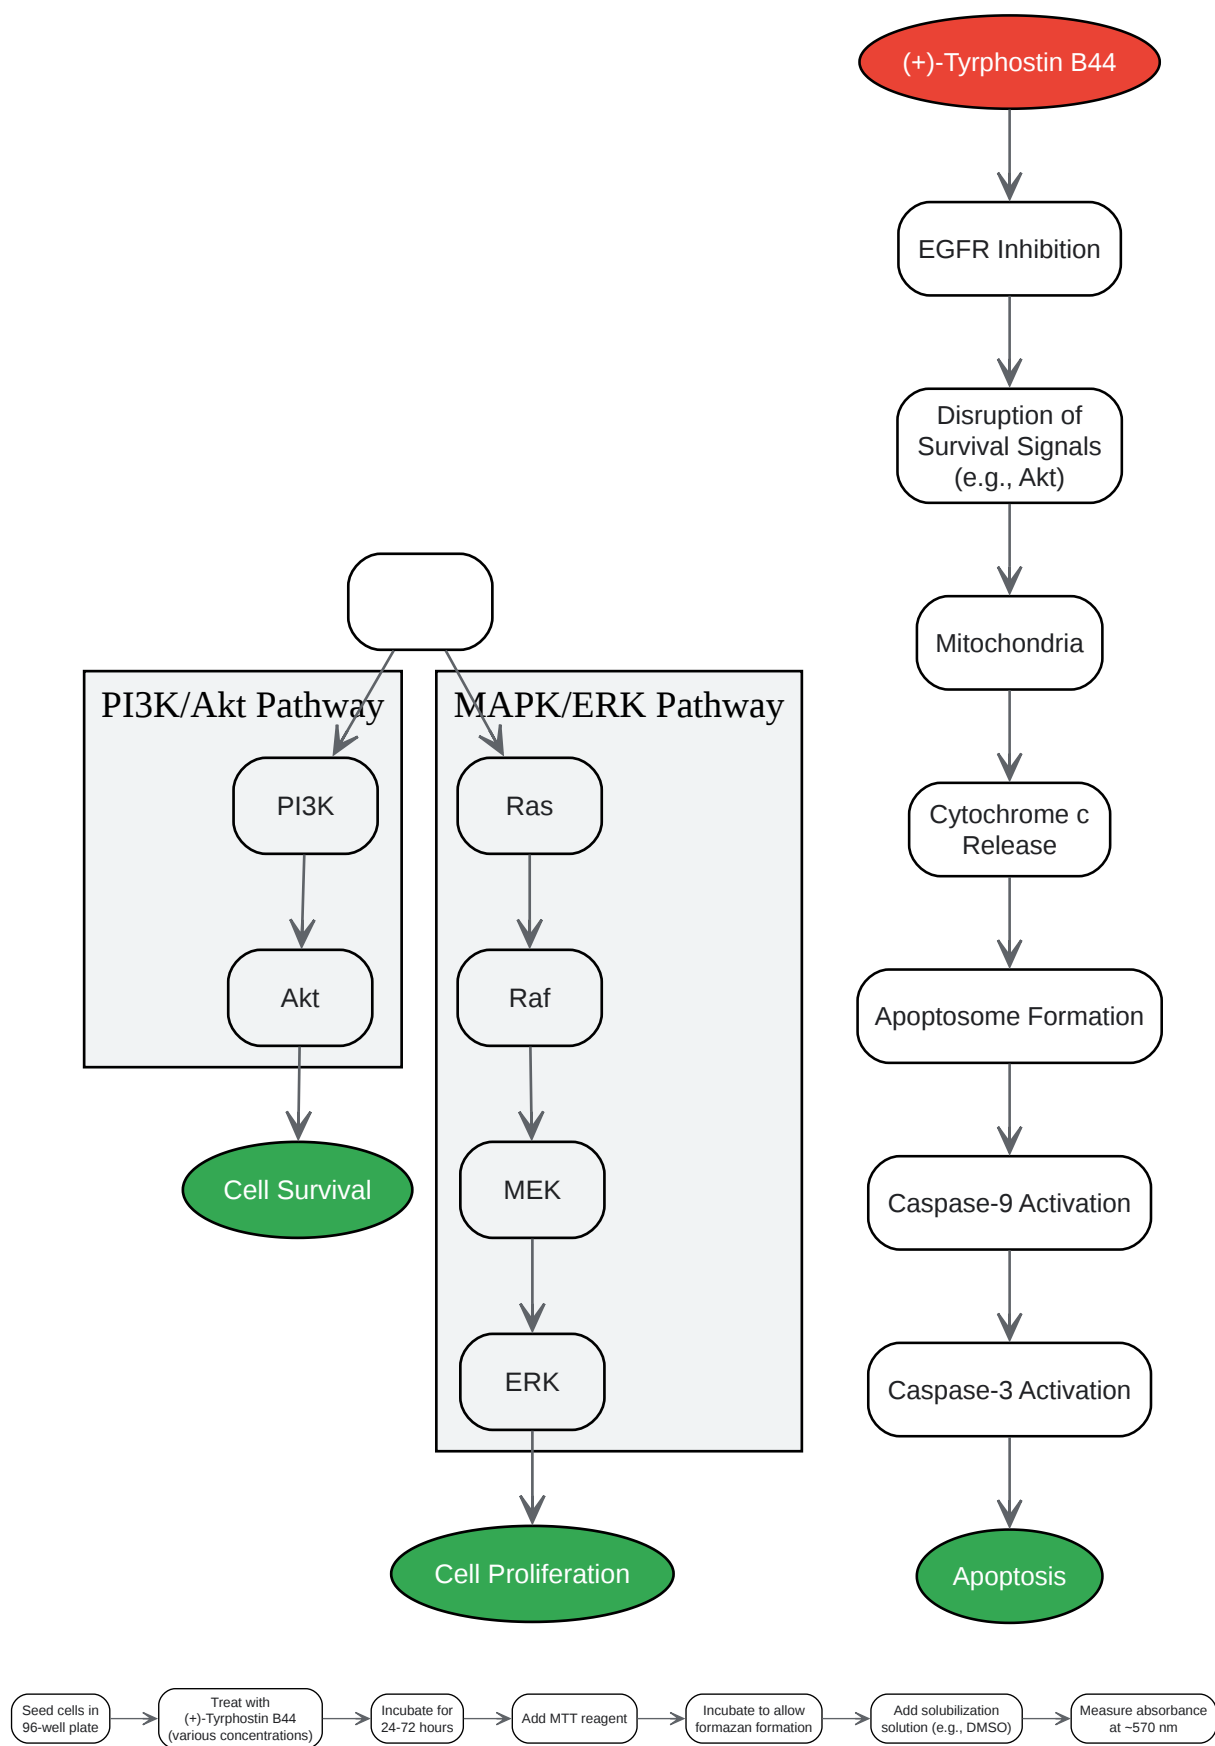 (+)-Tyrphostin B44
EGFR Inhibition
Disruption of
Survival Signals
(e.g., Akt)
Mitochondria
Cytochrome c
Release
Apoptosome Formation
Caspase-9 Activation
Caspase-3 Activation
Apoptosis
PI3K/Akt Pathway
PI3K
Akt
Cell Survival
MAPK/ERK Pathway
Ras
Raf
MEK
ERK
Cell Proliferation
Seed cells in
96-well plate
Treat with
(+)-Tyrphostin B44
(various concentrations)
Incubate for
24-72 hours
Add MTT reagent
Incubate to allow
formazan formation
Add solubilization
solution (e.g., DMSO)
Measure absorbance
at ~570 nm